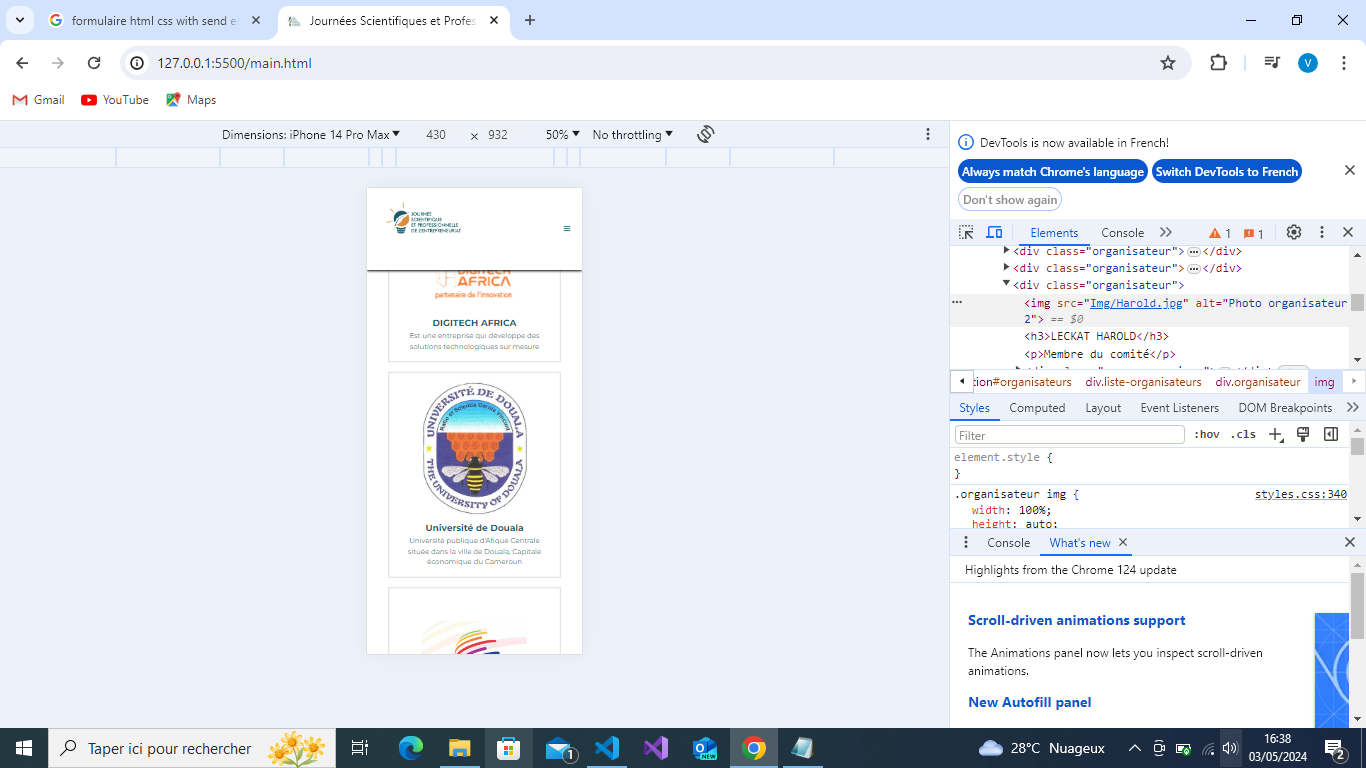 formulaire html css with send e
Journées Scientifiques et Profes
127.0.0.1:5500/main.html
V
Gmail
YouTube
Maps
Dimensions: iPhone 14 Pro Max
430 × 932
50%
No throttling
JOURNÉE
SCIENTIFIQUE
ET PROFESSIONNELLE
DE L'ENTREPRENEURIAT
DIGITECH
AFRICA
partenaire de l'innovation
DIGITECH AFRICA
Est une entreprise qui développe des
solutions technologiques sur mesure
UNIVERSITÉ DE DOUALA
THE UNIVERSITY OF DOUALA
Université de Douala
Université publique d'Afique Centrale
située dans la ville de Douala, Capitale
économique du Cameroun
DevTools is now available in French!
Always match Chrome's language
Switch DevTools to French
Don't show again
Elements
Console
1
1
<div class="organisateur"> … </div>
<div class="organisateur"> … </div>
<div class="organisateur">
… <img src="Img/Harold.jpg" alt="Photo organisateur
2"> == $0
<h3>LECKAT HAROLD</h3>
<p>Membre du comité</p>
tion#organisateurs
div.liste-organisateurs
div.organisateur
img
Styles
Computed
Layout
Event Listeners
DOM Breakpoints
Filter
:hov
.cls
element.style {
}
.organisateur img {
styles.css:340
width: 100%;
height: auto;
Console
What's new
Highlights from the Chrome 124 update
Scroll-driven animations support
The Animations panel now lets you inspect scroll-driven
animations.
New Autofill panel
Taper ici pour rechercher
1
NEW
28°C Nuageux
16:38
03/05/2024
2